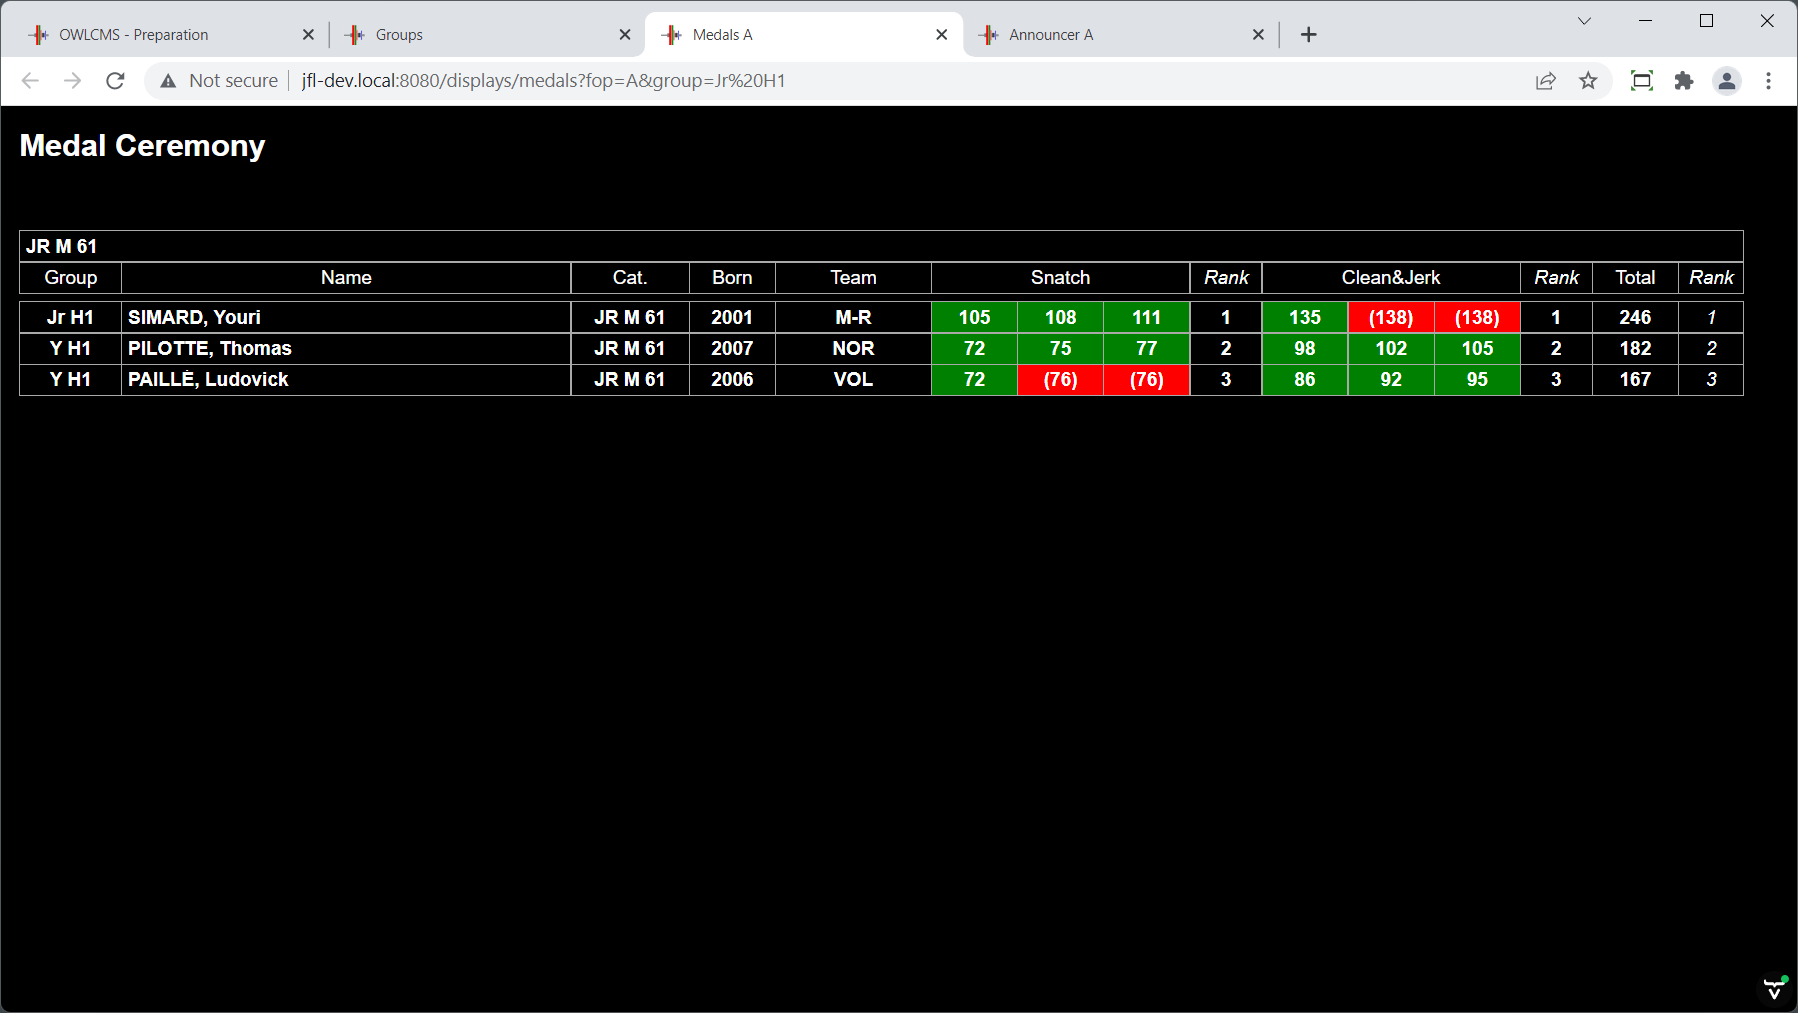 OWLCMS - Preparation Groups Medals A Announcer A
Not secure jfl-dev.local:8080/displays/medals?fop=A&group=Jr%20H1
Medal Ceremony
JR M 61
Group Name Cat. Born Team Snatch Rank Clean&Jerk Rank Total Rank
Jr H1 SIMARD, Youri JR M 61 2001 M-R 105 108 111 1 135 (138) (138) 1 246 1
Y H1 PILOTTE, Thomas JR M 61 2007 NOR 72 75 77 2 98 102 105 2 182 2
Y H1 PAILLÉ, Ludovick JR M 61 2006 VOL 72 (76) (76) 3 86 92 95 3 167 3